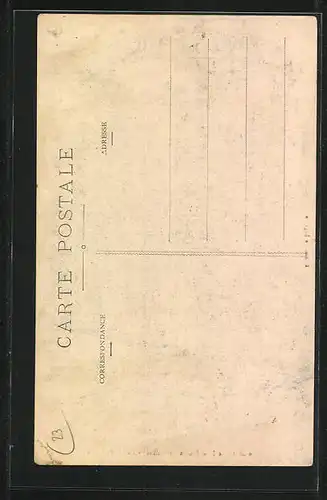 CARTE POSTALE
CORRESPONDANCE
ADRESSE
23